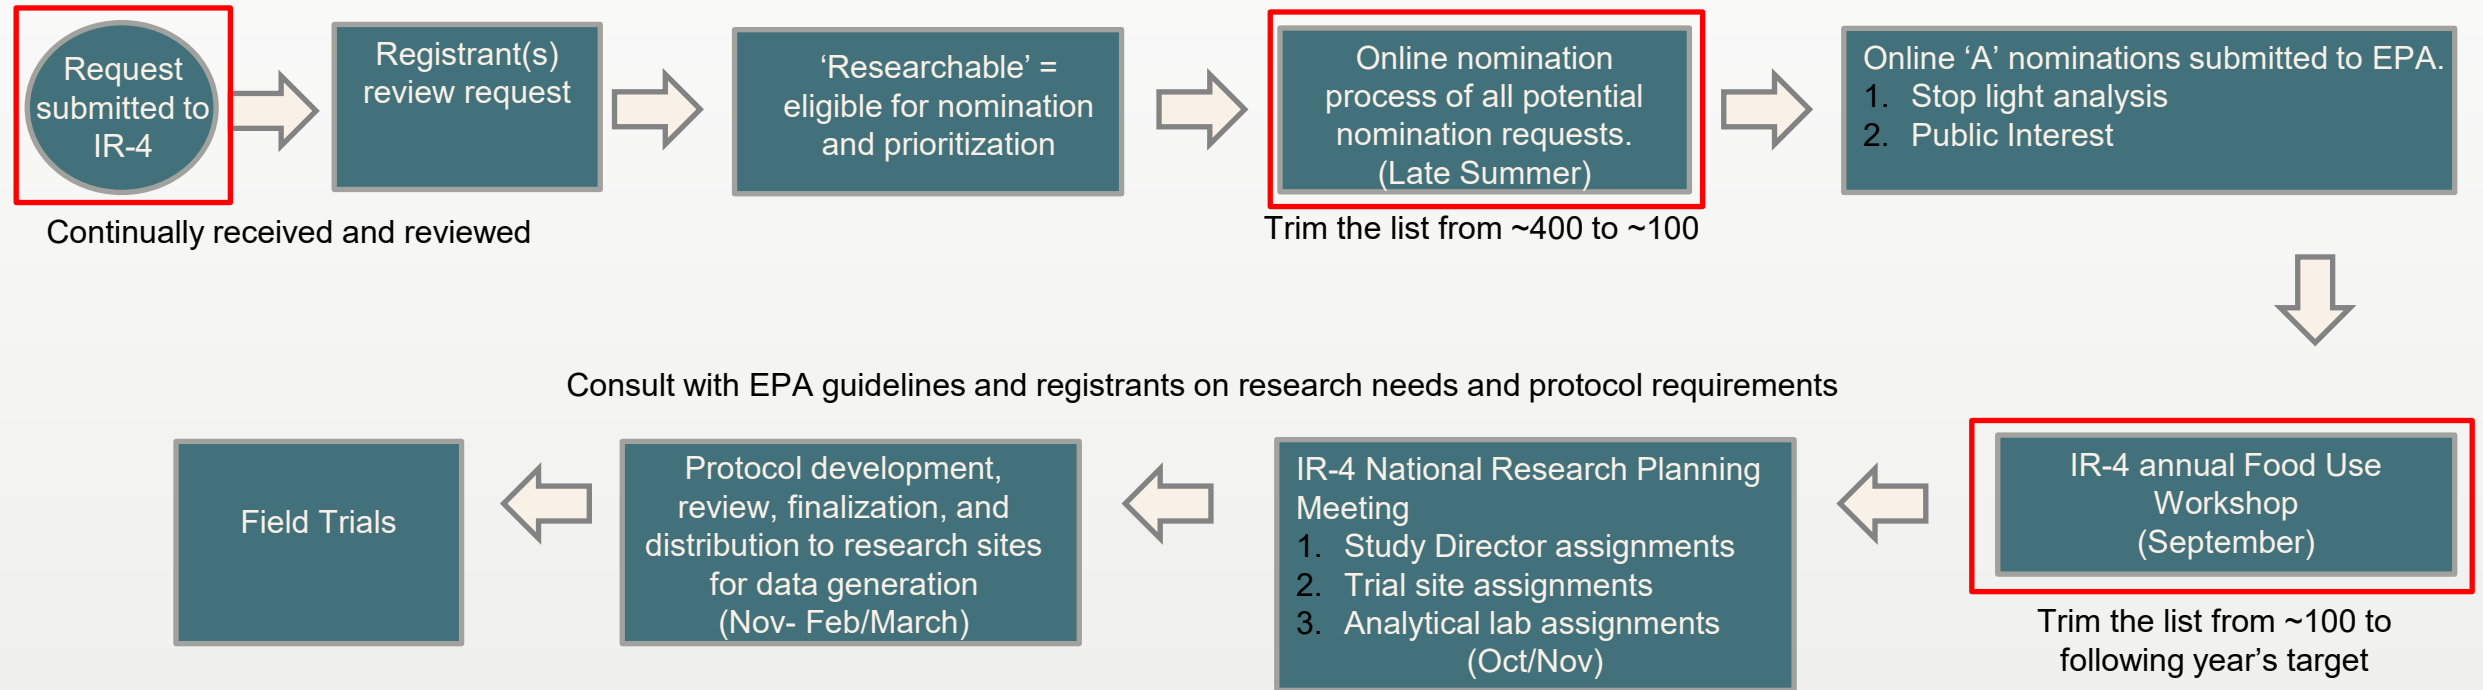 Request
submitted to
IR-4
Continually received and reviewed
Registrant(s)
review request
‘Researchable’ =
eligible for nomination
and prioritization
Online nomination
process of all potential
nomination requests.
(Late Summer)
Trim the list from ~400 to ~100
Online ‘A’ nominations submitted to EPA.
1. Stop light analysis
2. Public Interest
IR-4 annual Food Use
Workshop
(September)
Trim the list from ~100 to
following year’s target
Consult with EPA guidelines and registrants on research needs and protocol requirements
IR-4 National Research Planning
Meeting
1. Study Director assignments
2. Trial site assignments
3. Analytical lab assignments
(Oct/Nov)
Protocol development,
review, finalization, and
distribution to research sites
for data generation
(Nov- Feb/March)
Field Trials